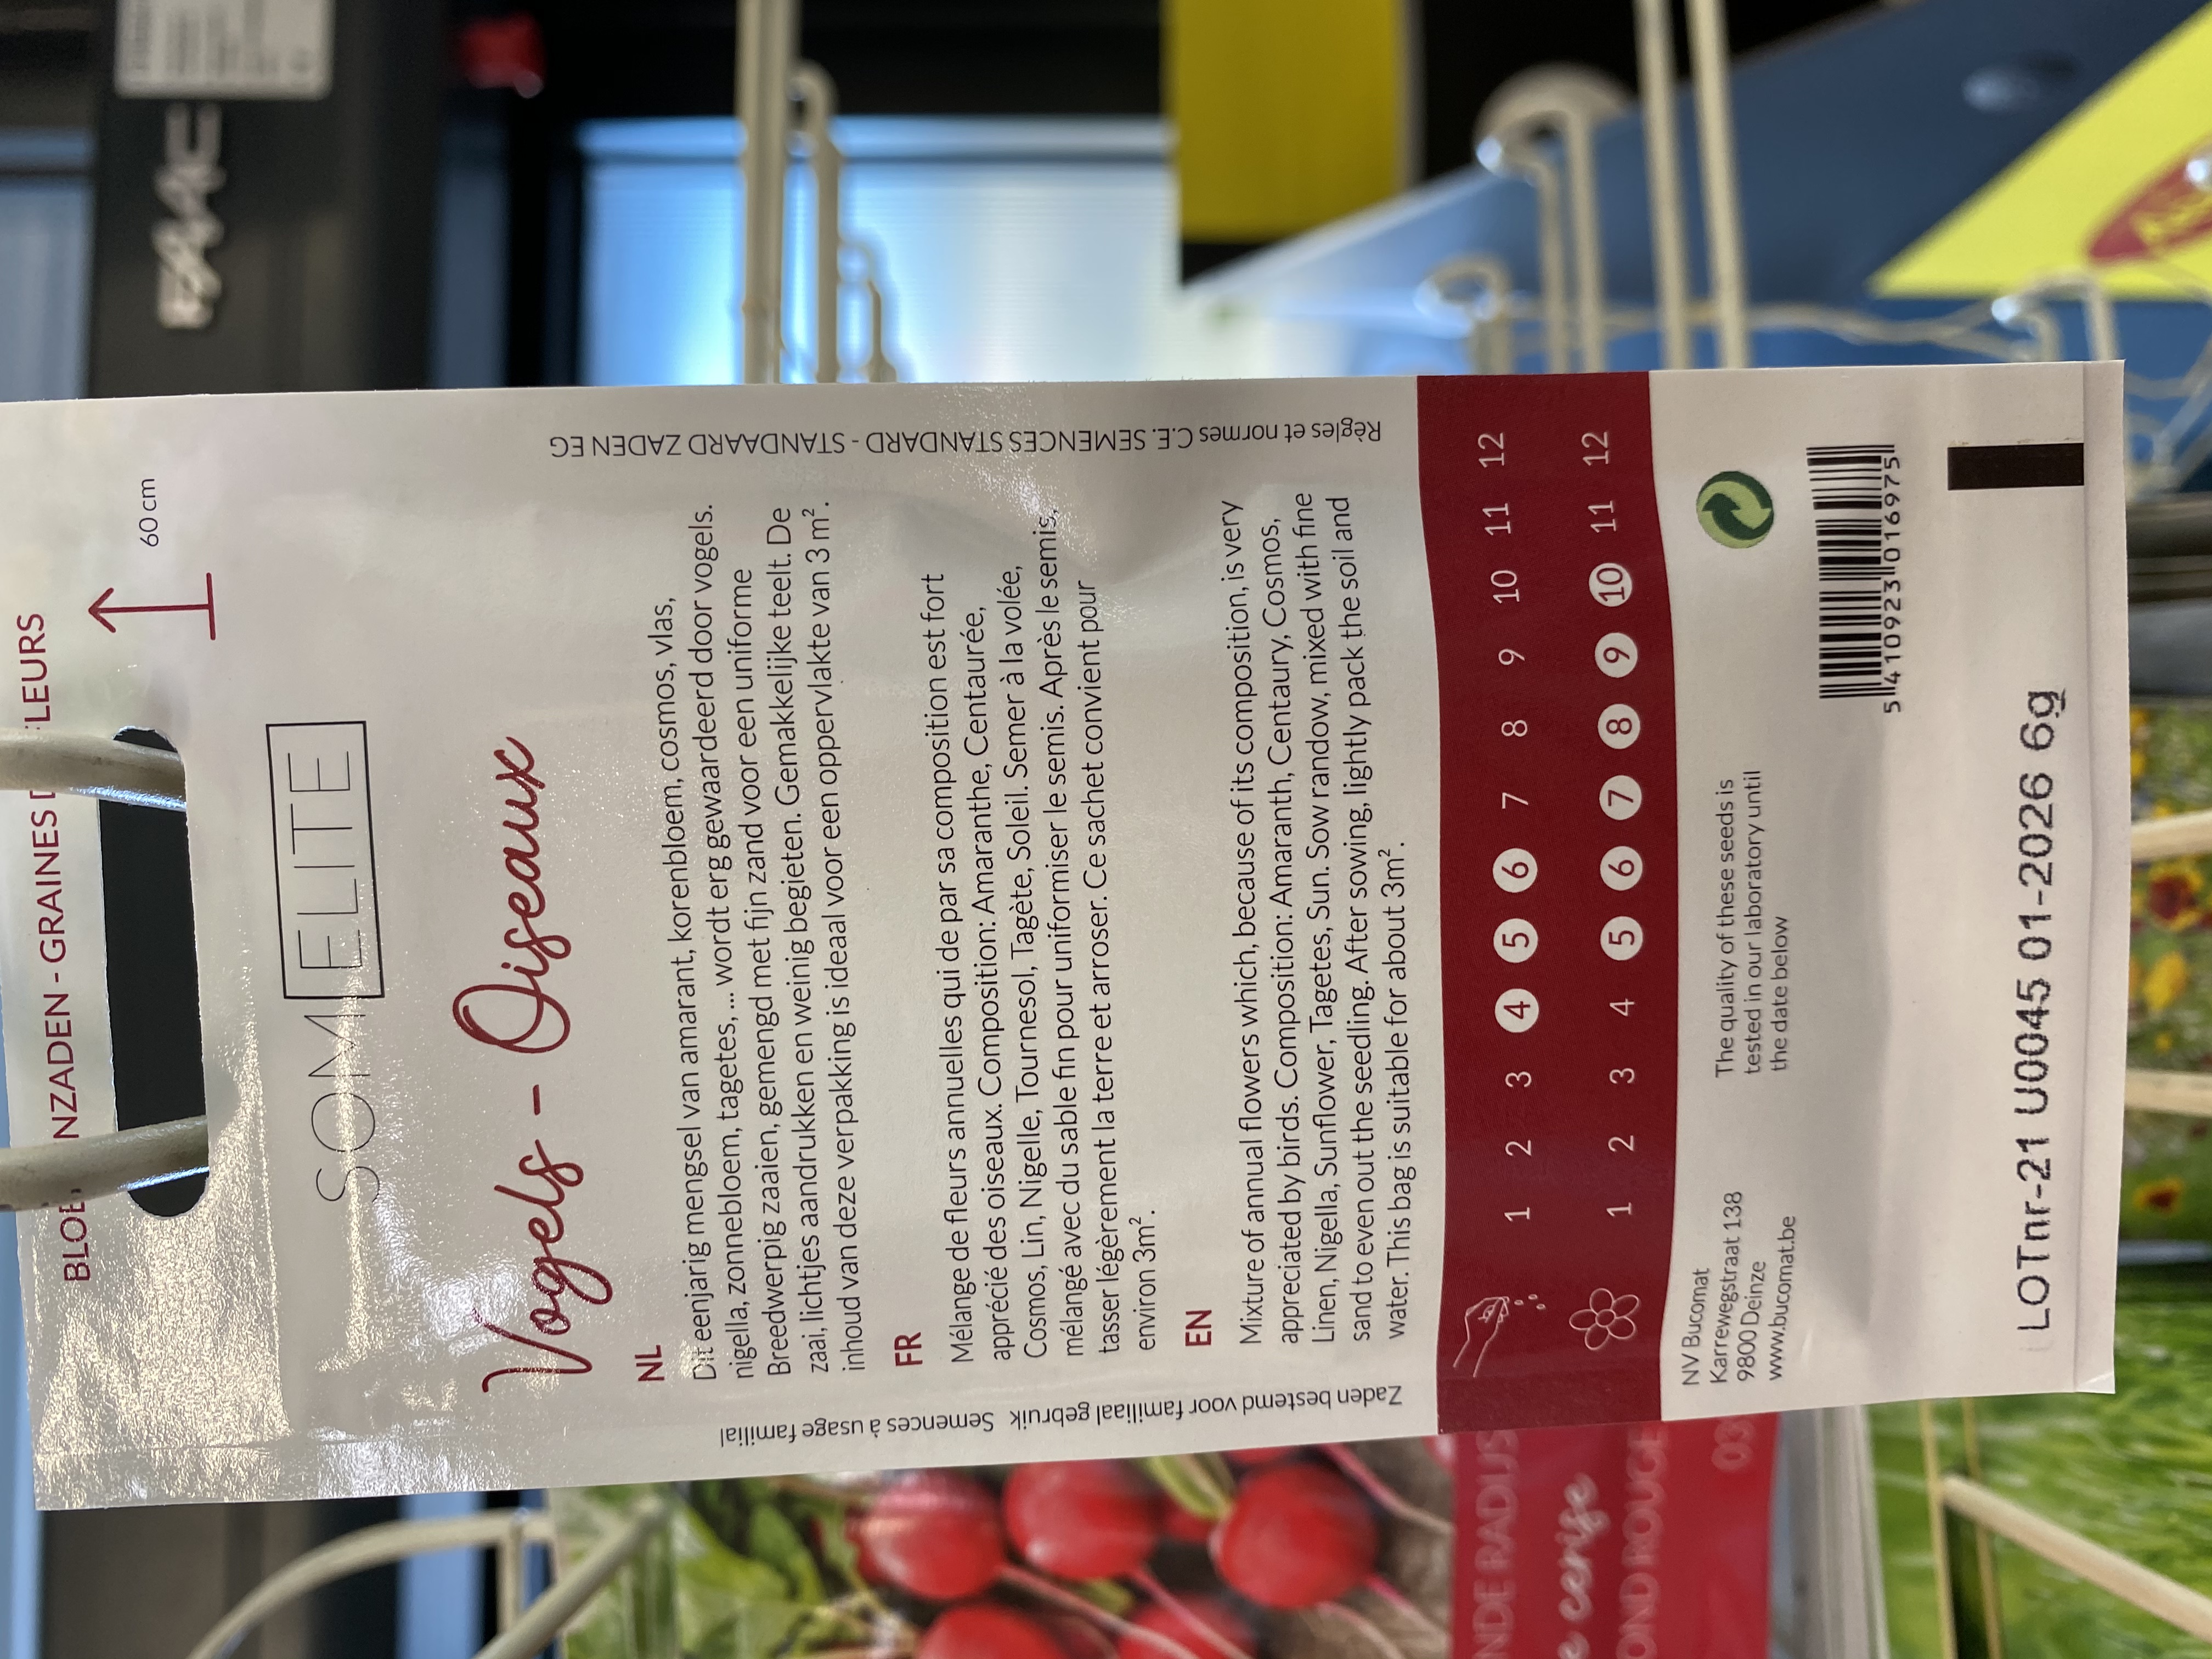 BLOE NZADEN - GRAINES D LEURS
60 cm
SOM ELITE
Vogels - Oiseaux
NL
Dit eenjarig mengsel van amarant, korenbloem, cosmos, vlas,
nigella, zonnebloem, tagetes, ... wordt erg gewaardeerd door vogels.
Breedwerpig zaaien, gemengd met fijn zand voor een uniforme
zaai, lichtjes aandrukken en weinig begieten. Gemakkelijke teelt. De
inhoud van deze verpakking is ideaal voor een oppervlakte van 3 m².
FR
Mélange de fleurs annuelles qui de par sa composition est fort
apprécié des oiseaux. Composition: Amaranthe, Centaurée,
Cosmos, Lin, Nigelle, Tournesol, Tagète, Soleil. Semer à la volée,
mélangé avec du sable fin pour uniformiser le semis. Après le semis,
tasser légèrement la terre et arroser. Ce sachet convient pour
environ 3m².
EN
Mixture of annual flowers which, because of its composition, is very
appreciated by birds. Composition: Amaranth, Centaury, Cosmos,
Linen, Nigella, Sunflower, Tagetes, Sun. Sow random, mixed with fine
sand to even out the seedling. After sowing, lightly pack the soil and
water. This bag is suitable for about 3m².
Zaden bestemd voor familiaal gebruik Semences à usage familial
Règles et normes C.E. SEMENCES STANDARD - STANDAARD ZADEN EG
1 2 3 4 5 6 7 8 9 10 11 12
1 2 3 4 5 6 7 8 9 10 11 12
NV Bucomat
Karrewegstraat 138
9800 Deinze
www.bucomat.be
The quality of these seeds is
tested in our laboratory until
the date below
5 410923 016975
LOTnr-21 U0045 01-2026 6g
NDE RADIJS
e cerise
OND ROUGE
03
FMC